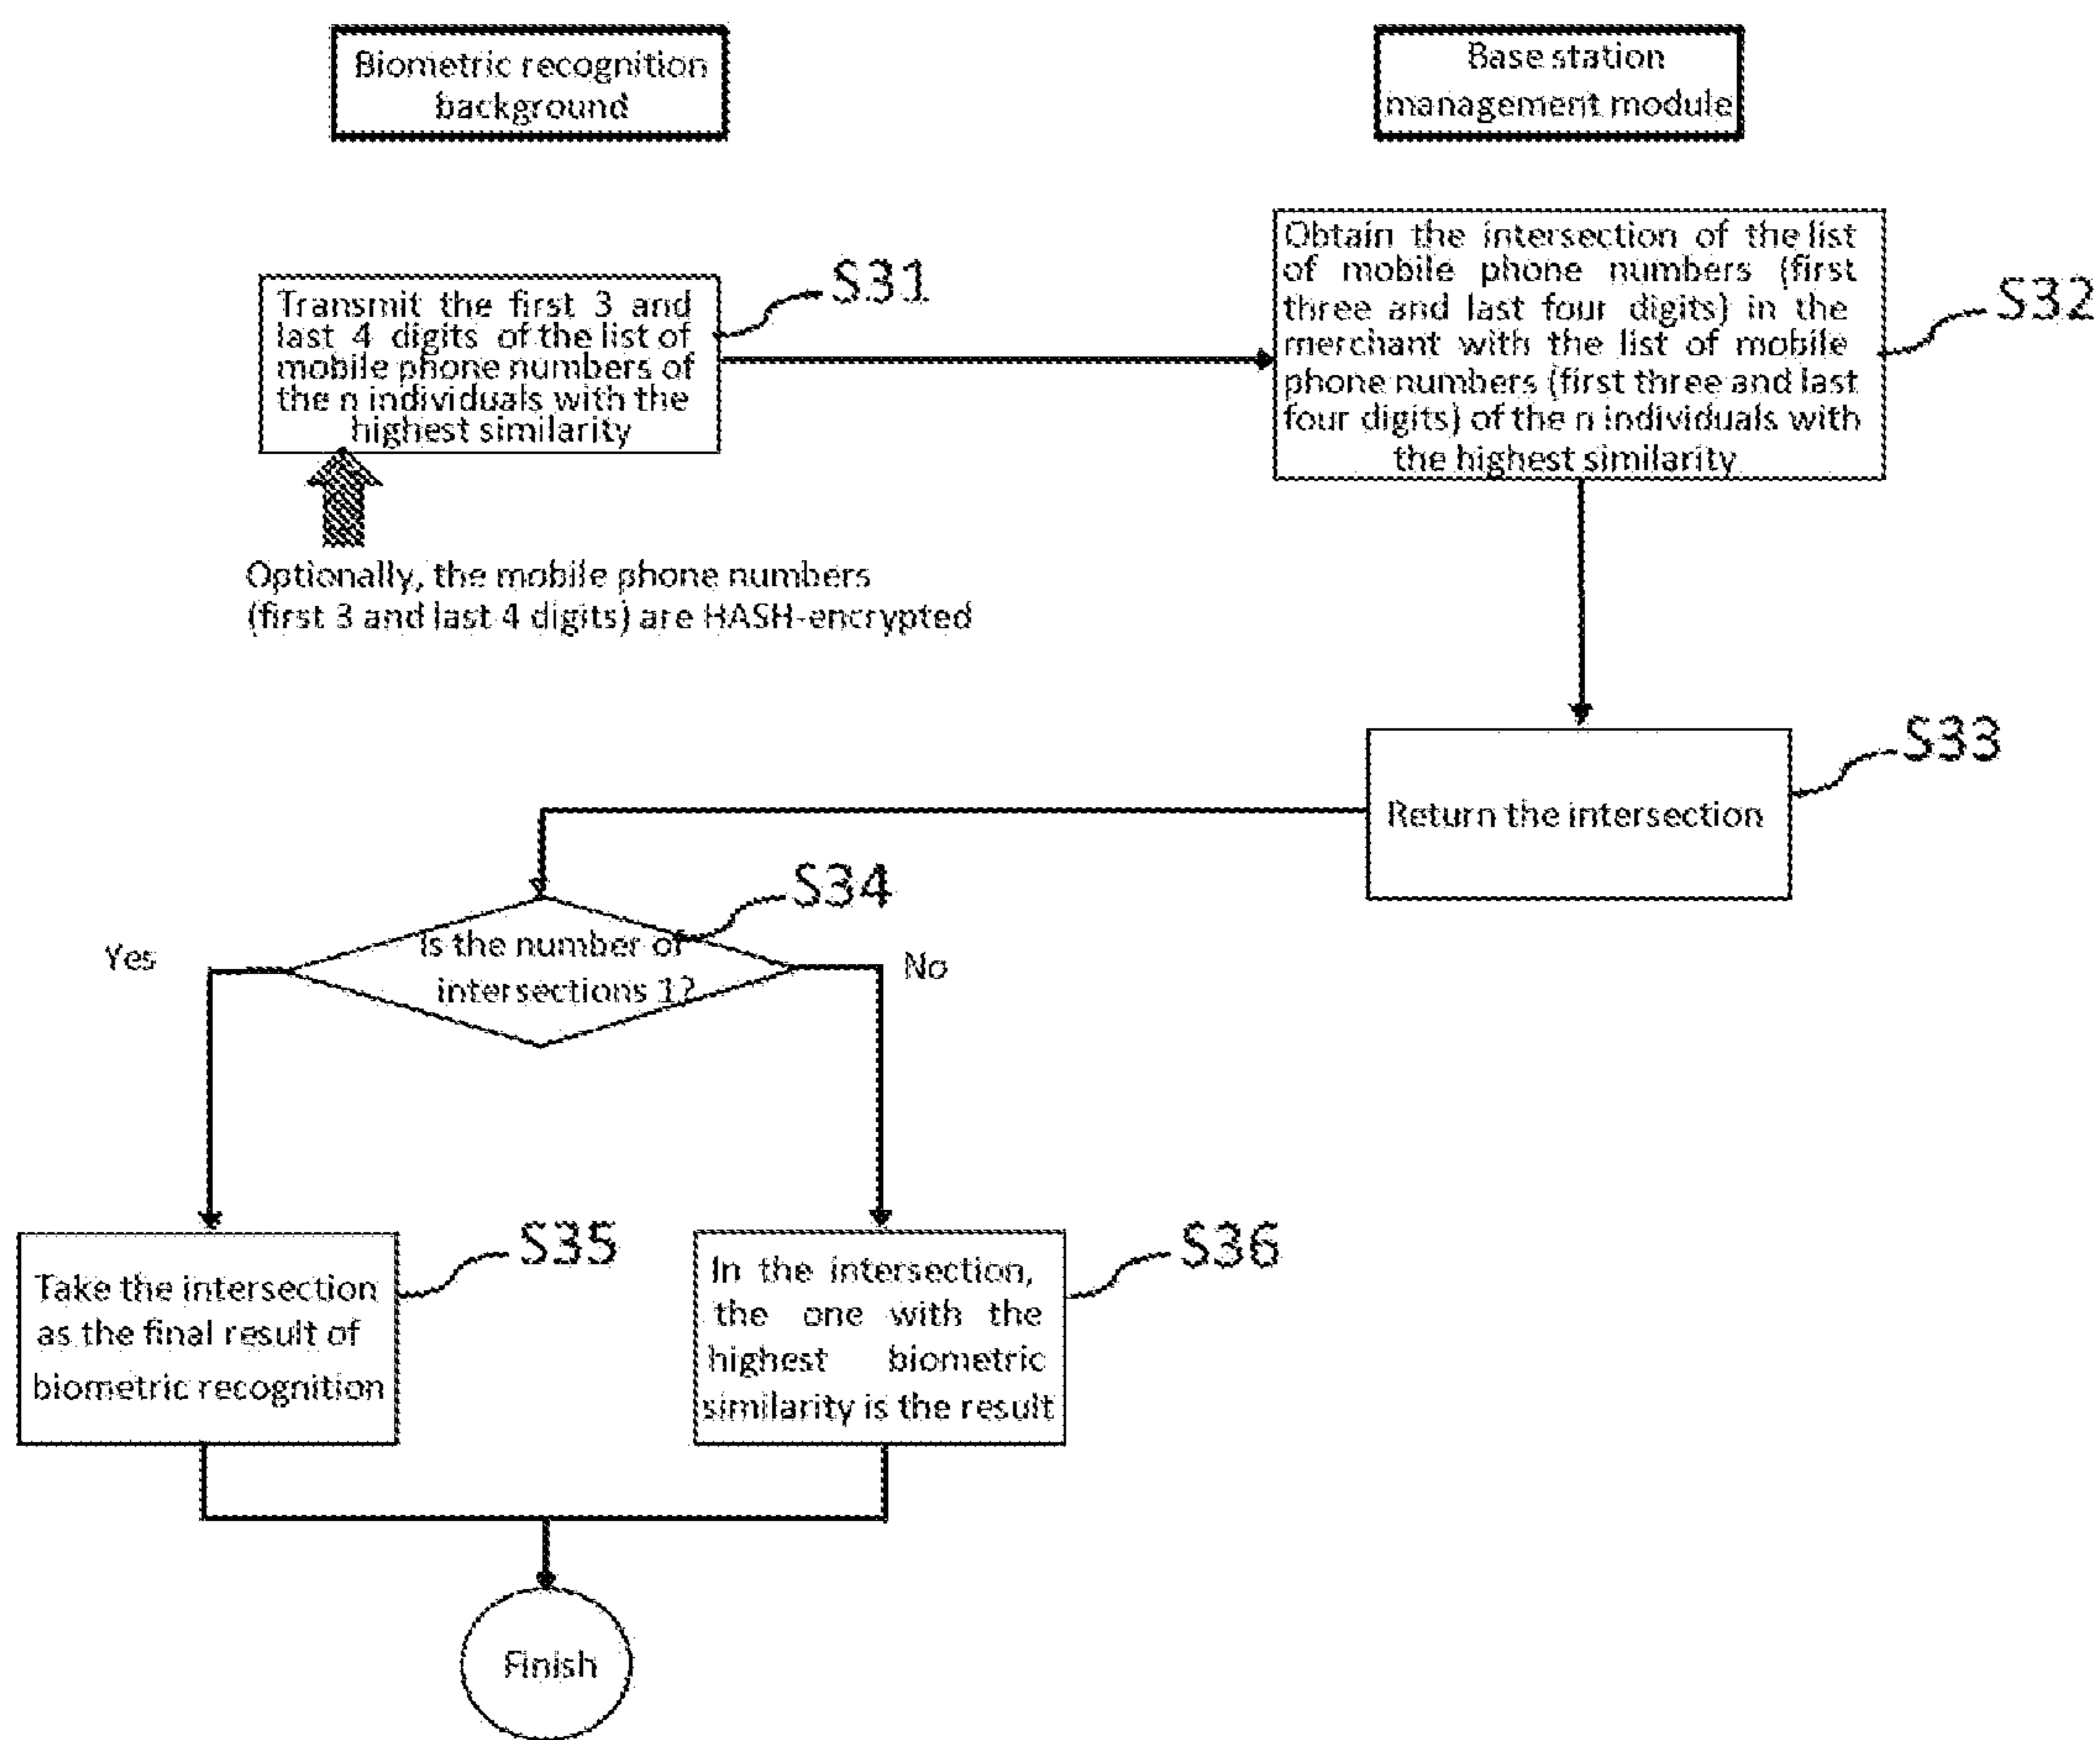 Biometric recognition
background
Base station
management module
Transmit the first 3 and
last 4 digits of the list of
mobile phone numbers of
the n individuals with the
highest similarity
S31
Obtain the intersection of the list
of mobile phone numbers (first
three and last four digits) in the
merchant with the list of mobile
phone numbers (first three and last
four digits) of the n individuals with
the highest similarity
S32
Optionally, the mobile phone numbers
(first 3 and last 4 digits) are HASH-encrypted
Return the intersection
S33
S34
Is the number of
intersections 1?
Yes
No
Take the intersection
as the final result of
biometric recognition
S35
In the intersection,
the one with the
highest biometric
similarity is the result
S36
Finish